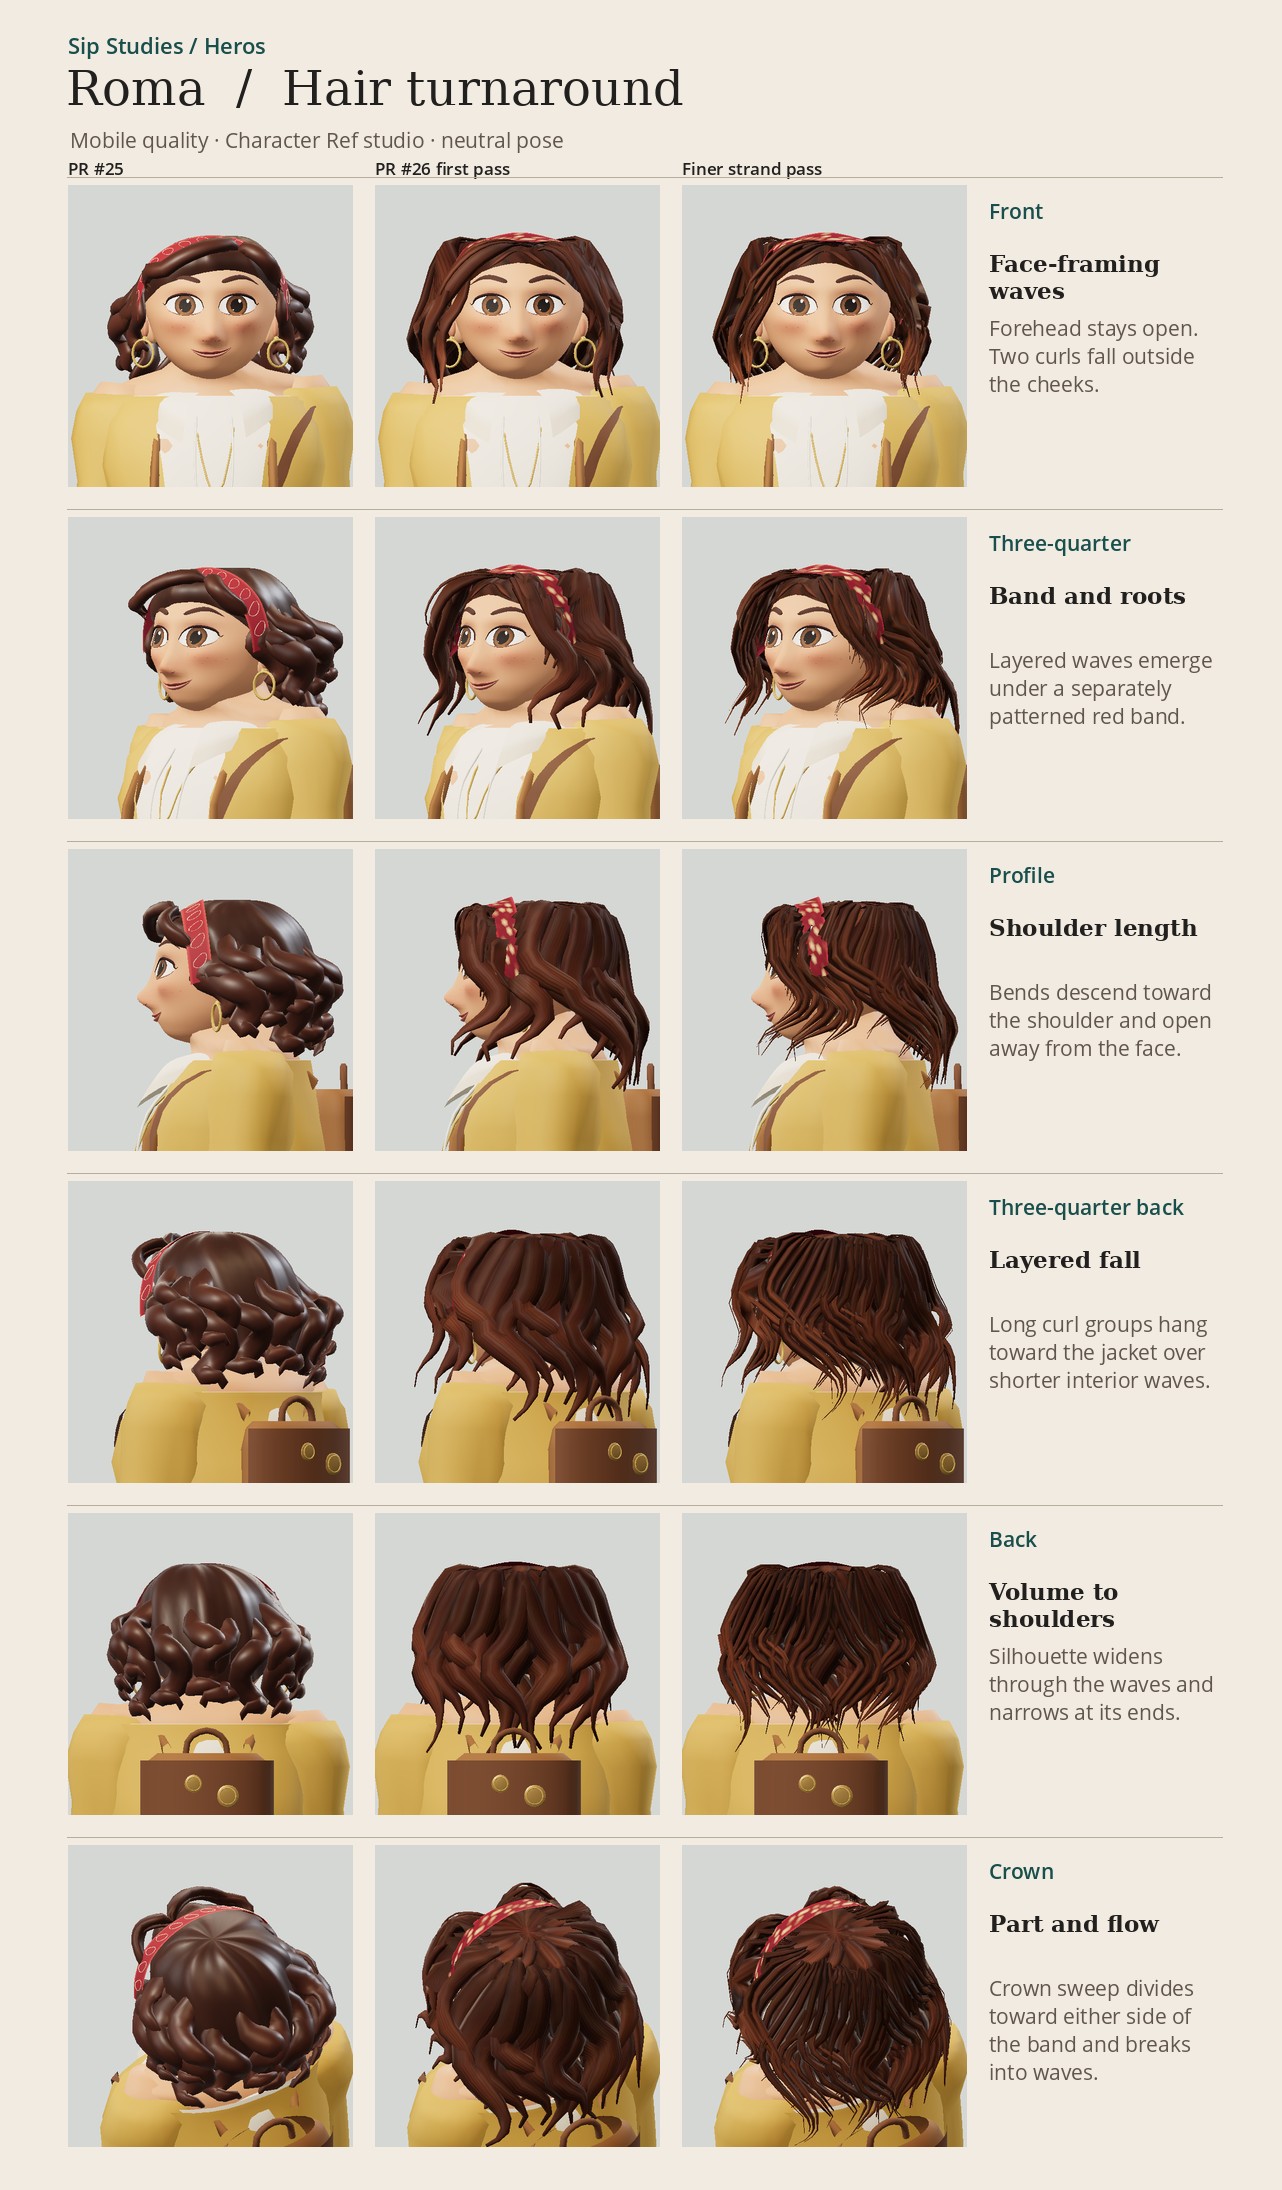 Sip Studies / Heros
Roma / Hair turnaround
Mobile quality · Character Ref studio · neutral pose
PR #25
PR #26 first pass
Finer strand pass
Front
Face-framing
waves
Forehead stays open.
Two curls fall outside
the cheeks.
Three-quarter
Band and roots
Layered waves emerge
under a separately
patterned red band.
Profile
Shoulder length
Bends descend toward
the shoulder and open
away from the face.
Three-quarter back
Layered fall
Long curl groups hang
toward the jacket over
shorter interior waves.
Back
Volume to
shoulders
Silhouette widens
through the waves and
narrows at its ends.
Crown
Part and flow
Crown sweep divides
toward either side of
the band and breaks
into waves.